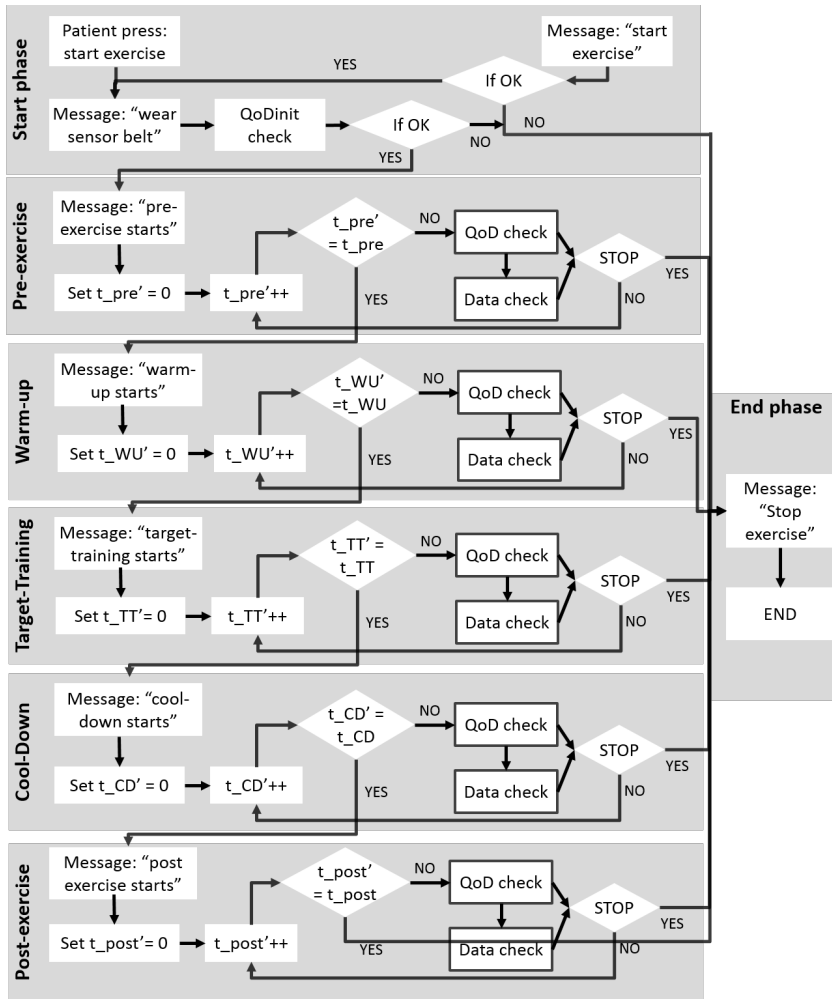 Start phase
Patient press:
start exercise
YES
Message: “start
exercise”
If OK
Message: “wear
sensor belt”
QoDinit
check
If OK
NO
NO
YES
Pre-exercise
Message: “pre-
exercise starts”
t_pre’
= t_pre
NO
QoD check
STOP
YES
Set t_pre’ = 0
t_pre’++
YES
Data check
NO
Warm-up
Message: “warm-
up starts”
t_WU’
=t_WU
NO
QoD check
STOP
YES
Set t_WU’ = 0
t_WU’++
YES
Data check
NO
End phase
Message:
“Stop
exercise”
END
Target-Training
Message: “target-
training starts”
t_TT’ =
t_TT
NO
QoD check
STOP
YES
Set t_TT’= 0
t_TT’++
YES
Data check
NO
Cool-Down
Message: “cool-
down starts”
t_CD’ =
t_CD
NO
QoD check
STOP
YES
Set t_CD’ = 0
t_CD’++
YES
Data check
NO
Post-exercise
Message: “post
exercise starts”
t_post’
= t_post
NO
QoD check
STOP
YES
Set t_post’= 0
t_post’++
YES
Data check
NO